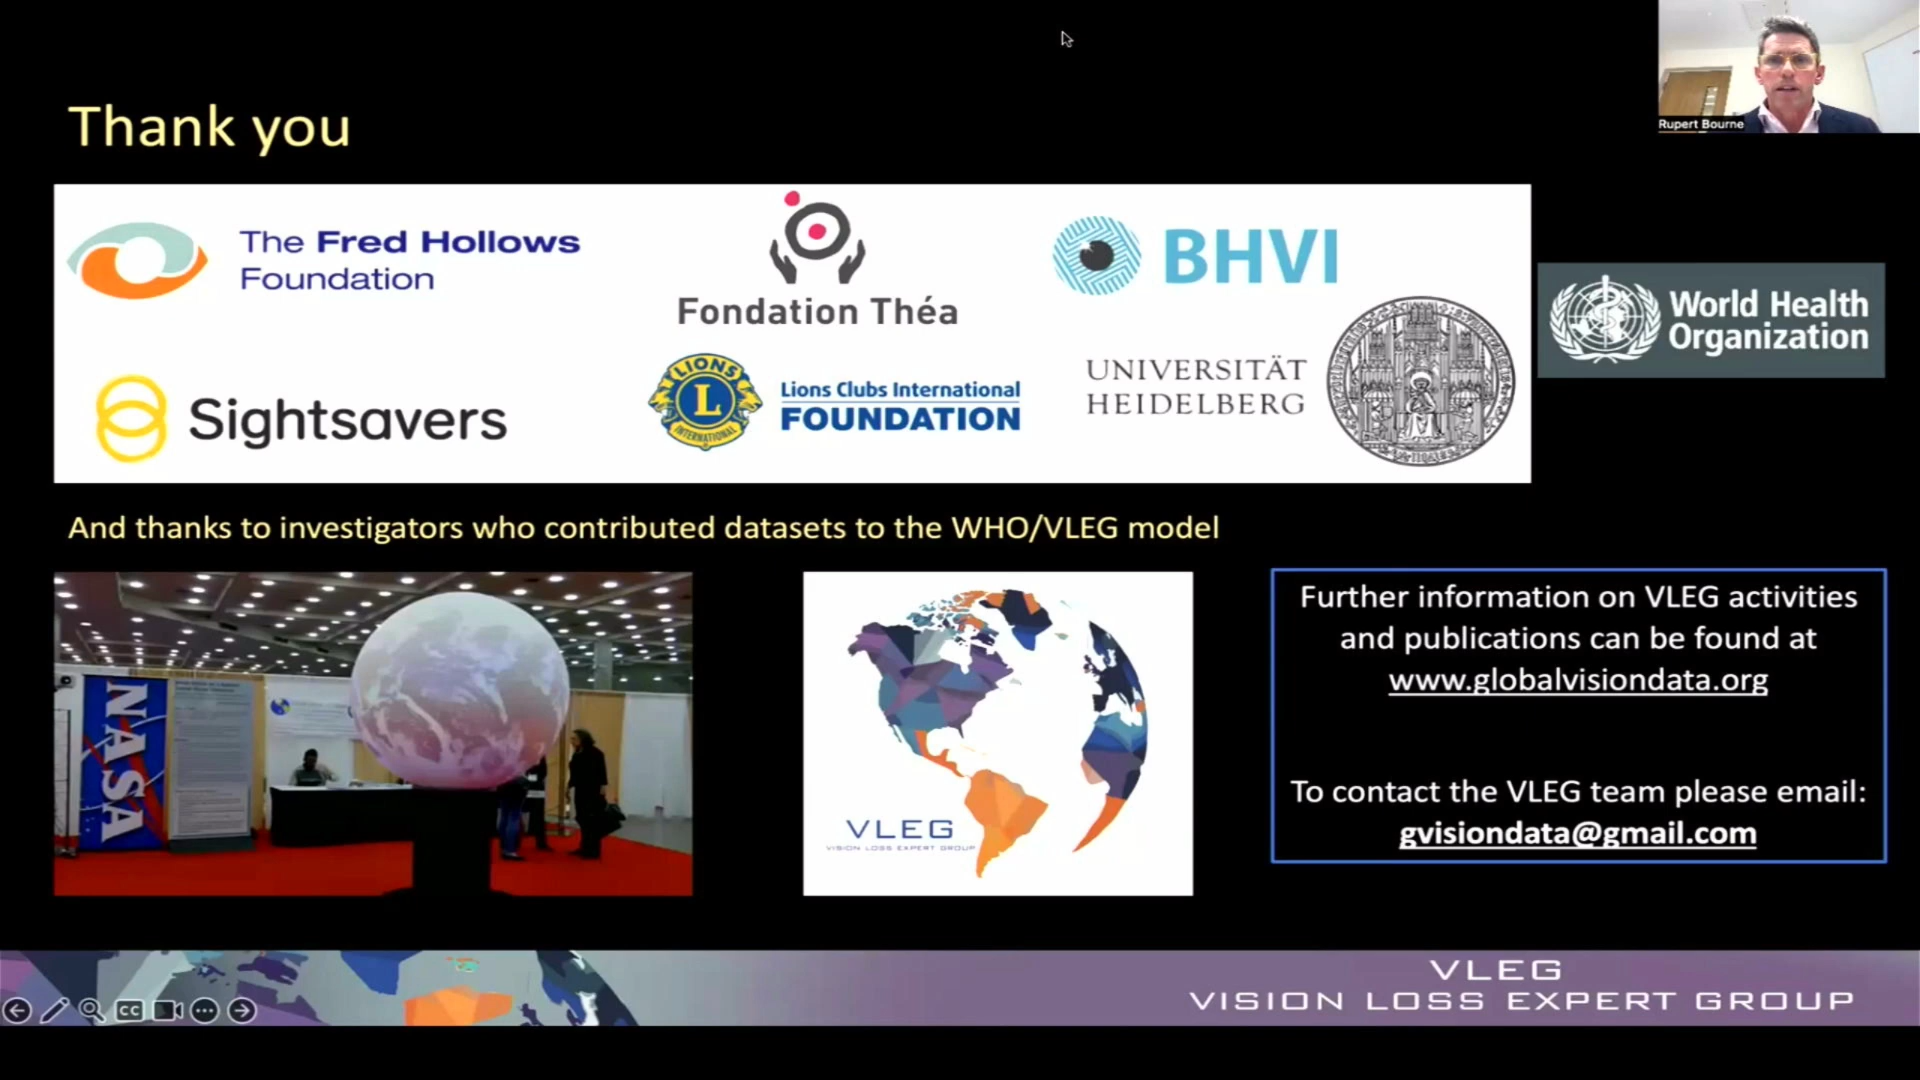 Rupert Bourne
Thank you
The Fred Hollows
Foundation
Fondation Théa
BHVI
World Health
Organization
Sightsavers
LIONS
L
INTERNATIONAL
Lions Clubs International
FOUNDATION
UNIVERSITÄT
HEIDELBERG
And thanks to investigators who contributed datasets to the WHO/VLEG model
NASA
VLEG
VISION LOSS EXPERT GROUP
Further information on VLEG activities
and publications can be found at
www.globalvisiondata.org
To contact the VLEG team please email:
gvisiondata@gmail.com
CC
VLEG
VISION LOSS EXPERT GROUP